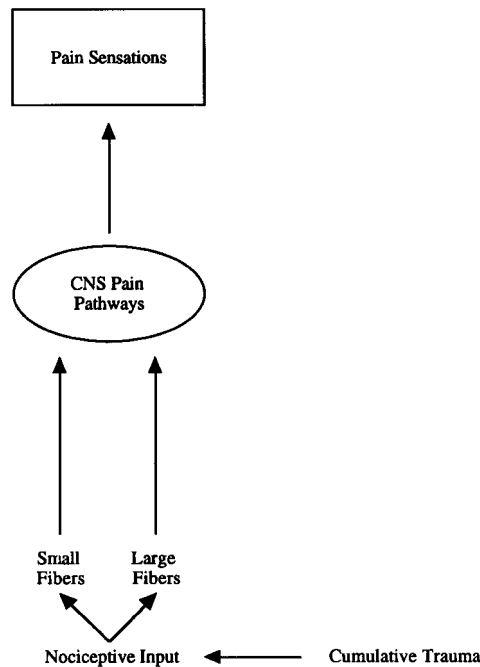 Pain Sensations
CNS Pain
Pathways
Small
Fibers
Large
Fibers
Nociceptive Input
Cumulative Trauma